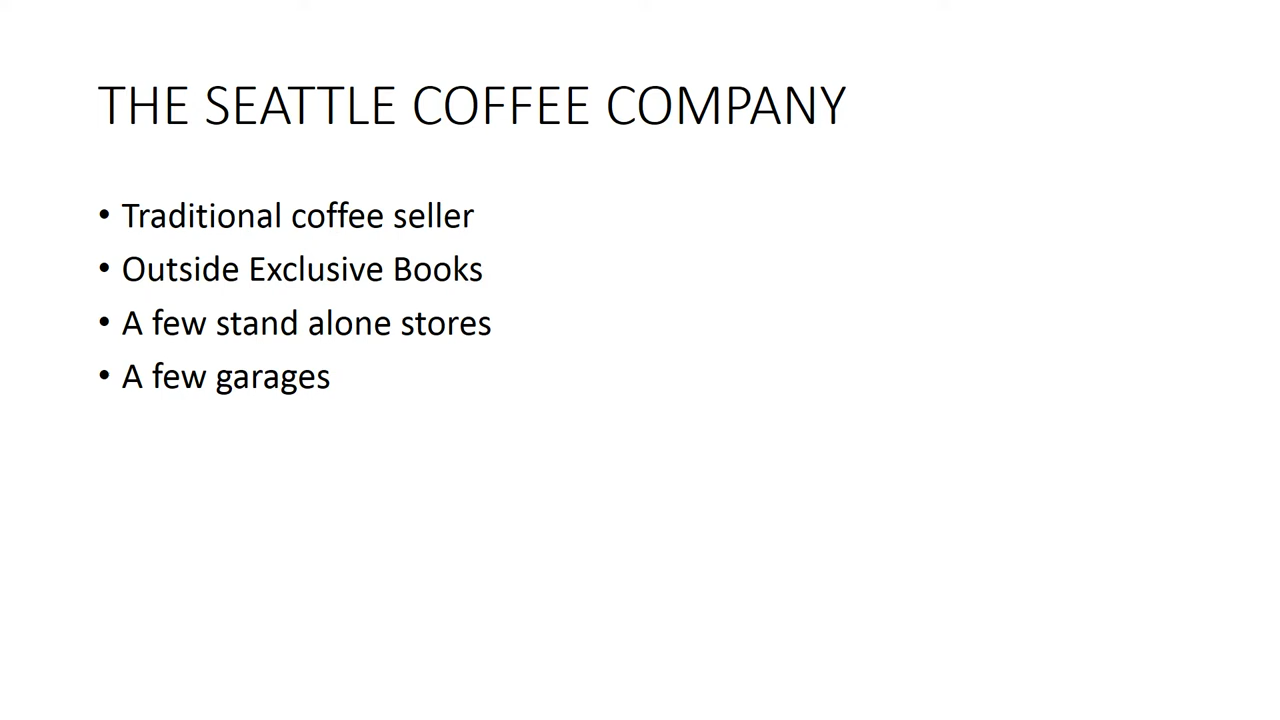 THE SEATTLE COFFEE COMPANY
• Traditional coffee seller
• Outside Exclusive Books
• A few stand alone stores
• A few garages